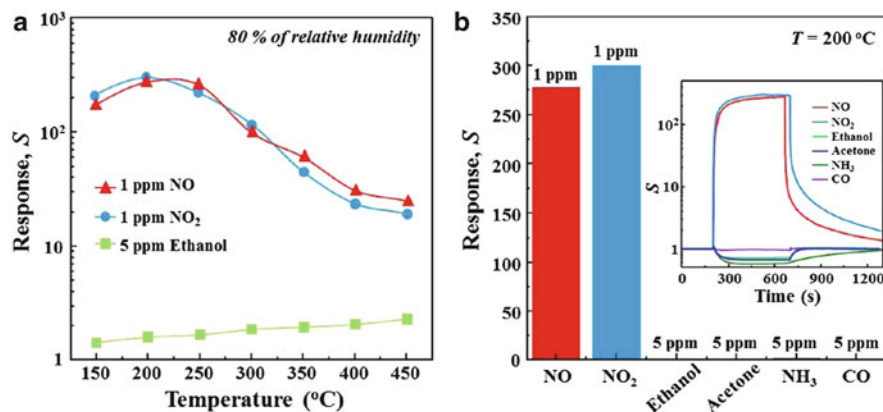 a
80 % of relative humidity
10³
10²
10
1
Response, S
1 ppm NO
1 ppm NO₂
5 ppm Ethanol
150 200 250 300 350 400 450
Temperature (°C)
b
T = 200 °C
350
300
250
200
150
100
50
0
Response, S
1 ppm
1 ppm
5 ppm 5 ppm 5 ppm 5 ppm
NO NO₂ Ethanol Acetone NH₃ CO
NO
NO₂
Ethanol
Acetone
NH₃
CO
10²
10
1
S
0 300 600 900 1200
Time (s)